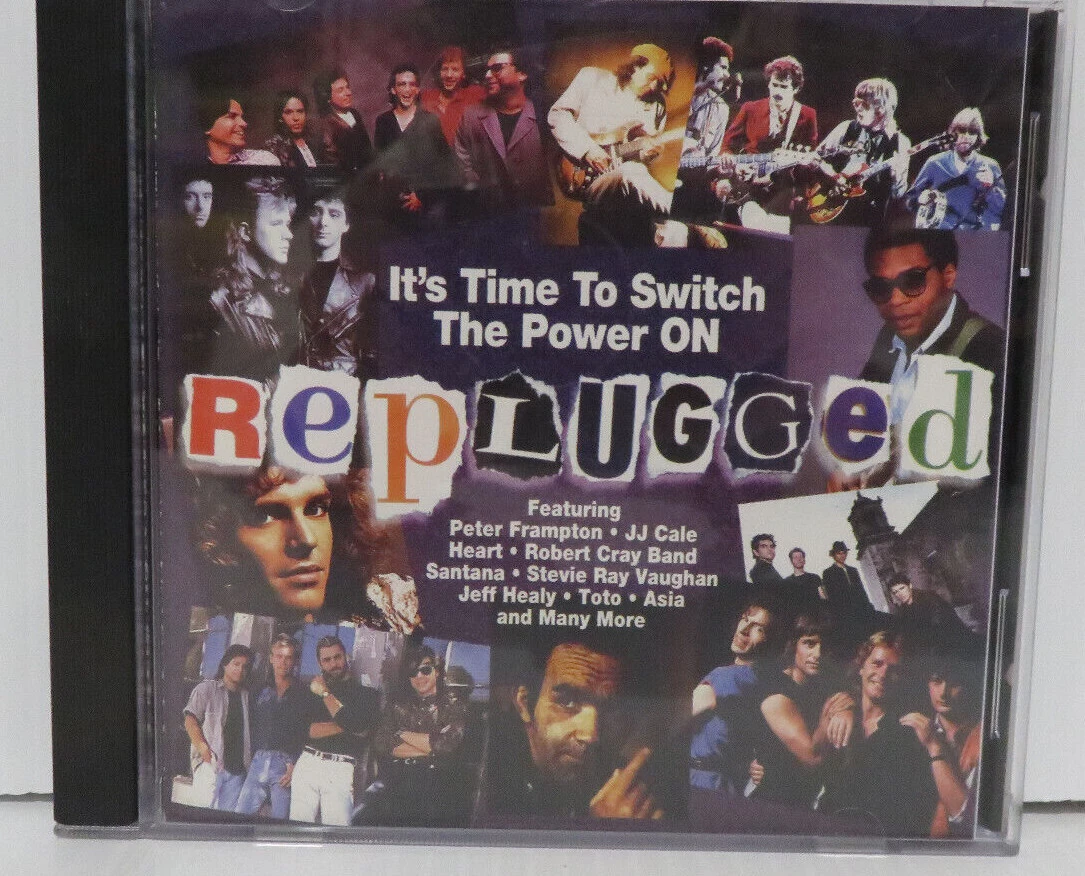 It's Time To Switch
The Power ON
RepLUGGed
Featuring
Peter Frampton • JJ Cale
Heart • Robert Cray Band
Santana • Stevie Ray Vaughan
Jeff Healy • Toto • Asia
and Many More